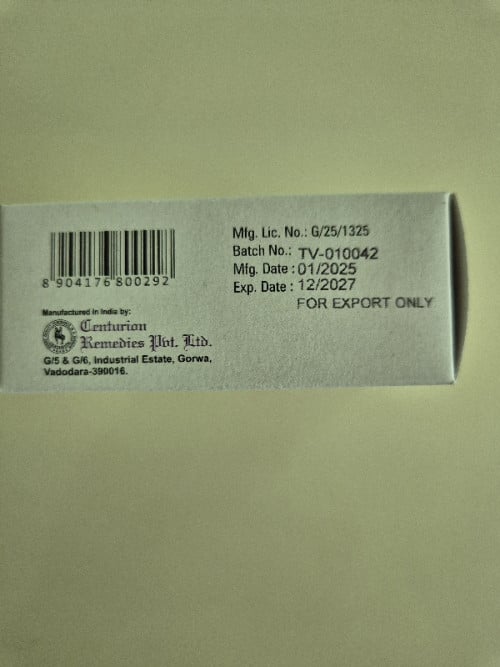 8 904176 800292
Manufactured in India by:
Centurion
Remedies Pvt. Ltd.
G/5 & G/6, Industrial Estate, Gorwa,
Vadodara-390016.
Mfg. Lic. No.: G/25/1325
Batch No.: TV-010042
Mfg. Date : 01/2025
Exp. Date : 12/2027
FOR EXPORT ONLY